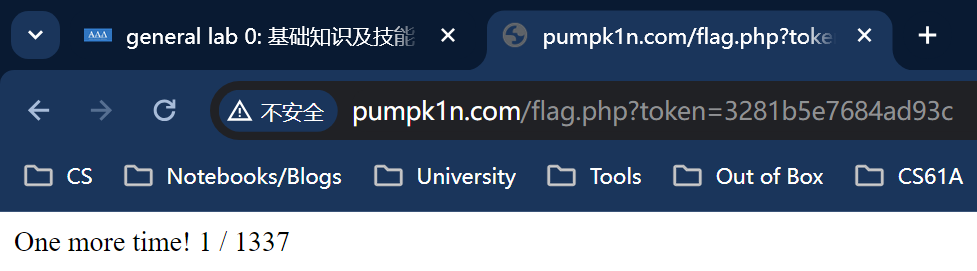 AAA general lab 0: 基础知识及技能 pumpk1n.com/flag.php?toke
不安全 pumpk1n.com/flag.php?token=3281b5e7684ad93c
CS Notebooks/Blogs University Tools Out of Box CS61A
One more time! 1 / 1337